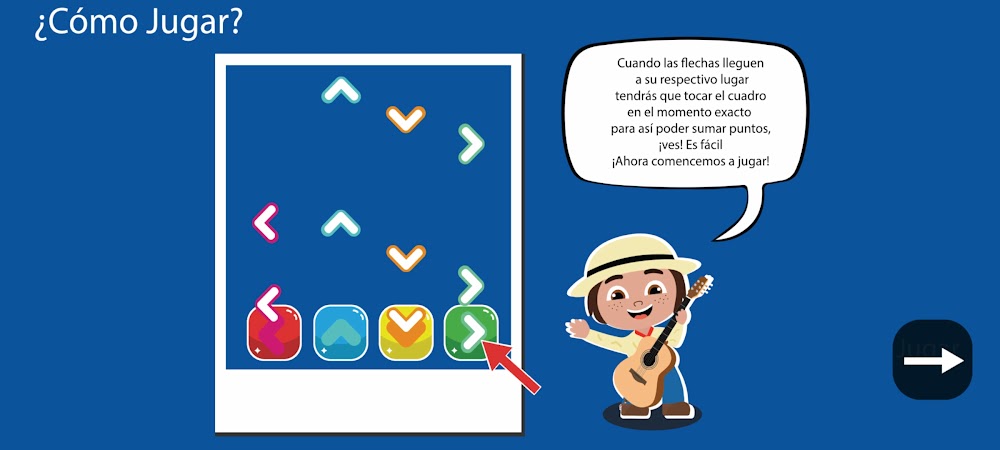 ¿Cómo Jugar?
Cuando las flechas lleguen
a su respectivo lugar
tendrás que tocar el cuadro
en el momento exacto
para así poder sumar puntos,
¡ves! Es fácil
¡Ahora comencemos a jugar!
Jugar